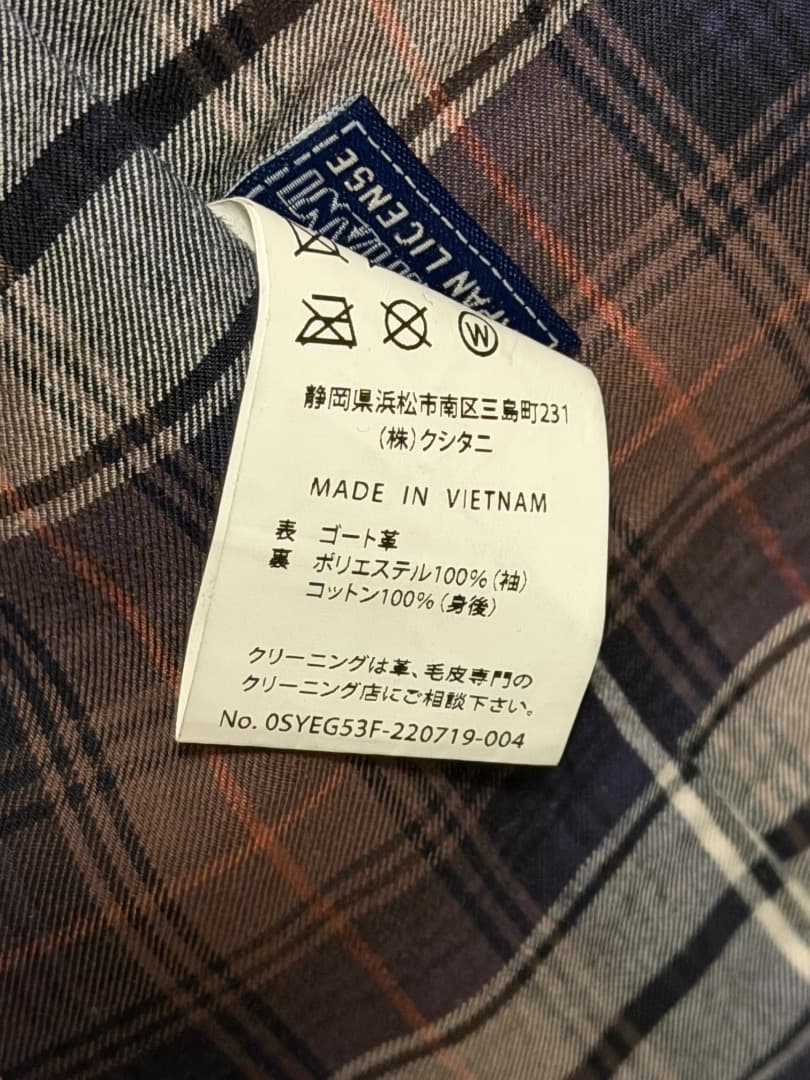 PAN LICENSE
W
静岡県浜松市南区三島町231
(株)クシタニ
MADE IN VIETNAM
表 ゴート革
裏 ポリエステル100%(袖)
コットン100%(身後)
クリーニングは革、毛皮専門の
クリーニング店にご相談下さい。
No. 0SYEG53F-220719-004